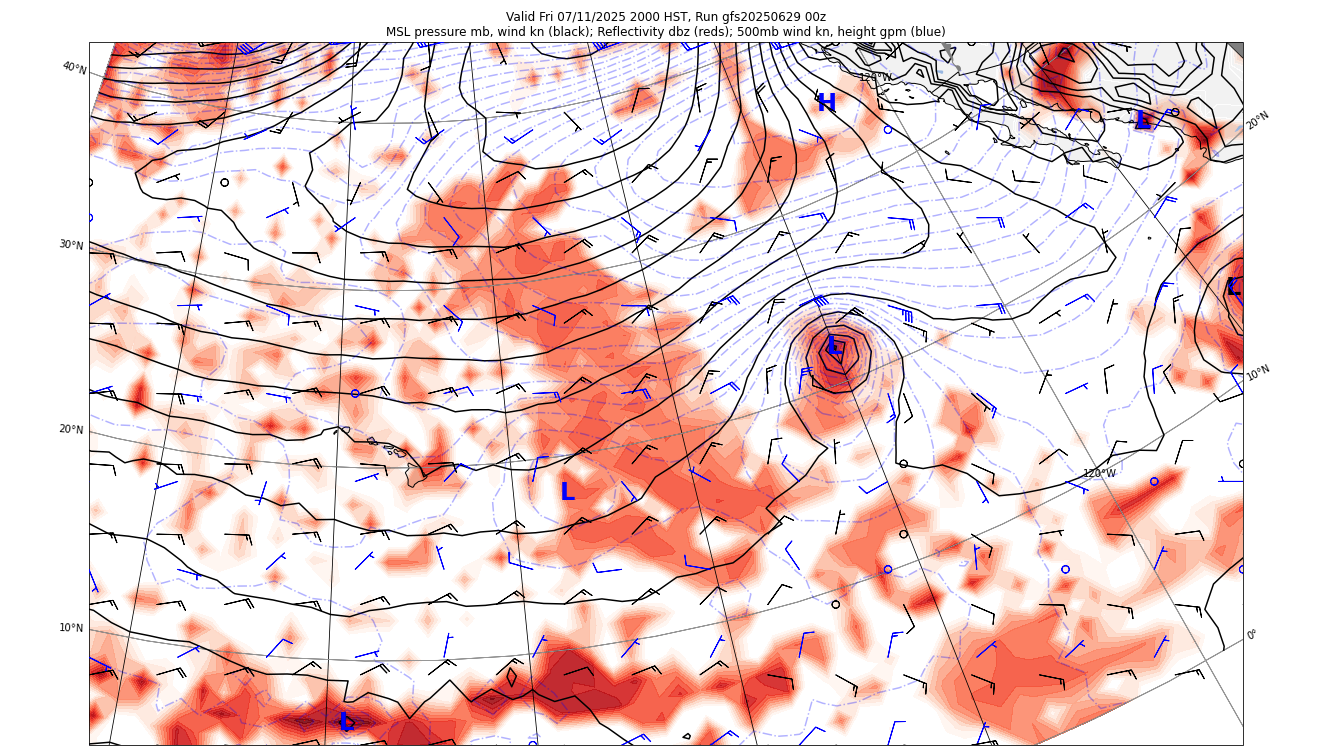 Valid Fri 07/11/2025 2000 HST, Run gfs20250629 00z
MSL pressure mb, wind kn (black); Reflectivity dbz (reds); 500mb wind kn, height gpm (blue)
40°N
120°W
H
L
20°N
30°N
L
L
10°N
20°N
120°W
L
10°N
0°
L